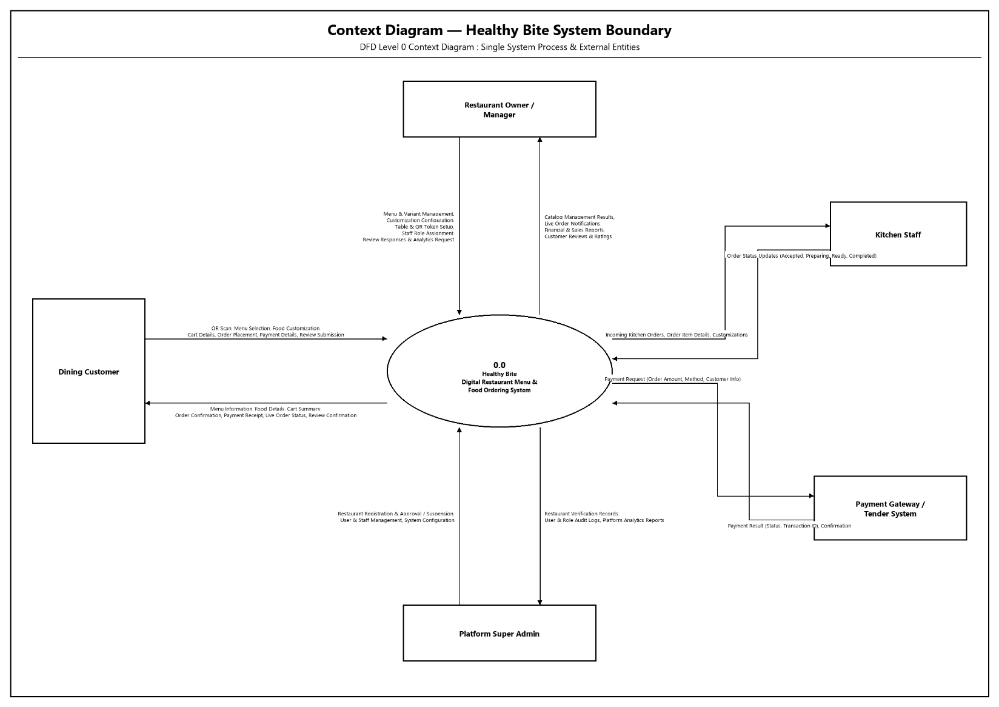 Context Diagram — Healthy Bite System Boundary
DFD Level 0 Context Diagram : Single System Process & External Entities
Restaurant Owner /
Manager
Menu & Variant Management,
Customization Configuration,
Table & QR Token Setup,
Staff Role Assignment,
Review Responses & Analytics Request
Catalog Management Results,
Live Order Notifications,
Financial & Sales Reports,
Customer Reviews & Ratings
Kitchen Staff
Order Status Updates (Accepted, Preparing, Ready, Completed)
QR Scan, Menu Selection, Food Customization,
Cart Details, Order Placement, Payment Details, Review Submission
Incoming Kitchen Orders, Order Item Details, Customizations
Dining Customer
0.0
Healthy Bite
Digital Restaurant Menu &
Food Ordering System
Payment Request (Order Amount, Method, Customer Info)
Menu Information, Food Details, Cart Summary,
Order Confirmation, Payment Receipt, Live Order Status, Review Confirmation
Payment Gateway /
Tender System
Restaurant Registration & Approval / Suspension,
User & Staff Management, System Configuration
Restaurant Verification Records,
User & Role Audit Logs, Platform Analytics Reports
Payment Result (Status, Transaction ID), Confirmation
Platform Super Admin